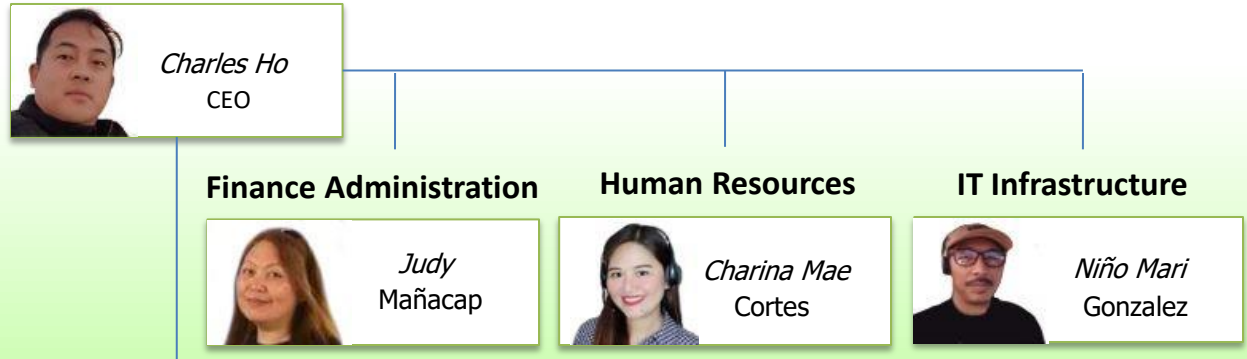 Charles Ho
CEO
Finance Administration
Human Resources
IT Infrastructure
Judy
Mañacap
Charina Mae
Cortes
Niño Mari
Gonzalez